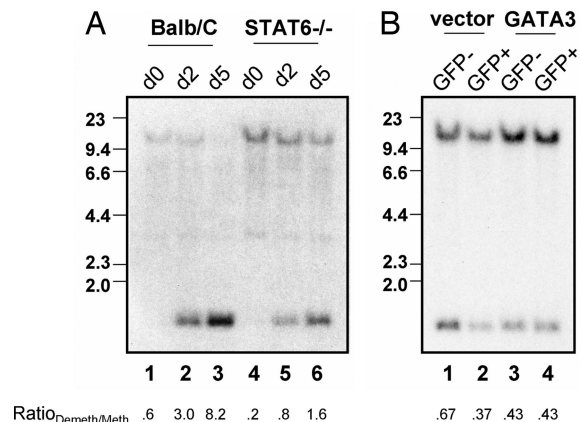 A
Balb/C STAT6-/-
d0 d2 d5 d0 d2 d5
23
9.4
6.6
4.4
2.3
2.0
1 2 3 4 5 6
Ratio Demeth/Meth .6 3.0 8.2 .2 .8 1.6
B
vector GATA3
GFP- GFP+ GFP- GFP+
23
9.4
6.6
4.4
2.3
2.0
1 2 3 4
.67 .37 .43 .43